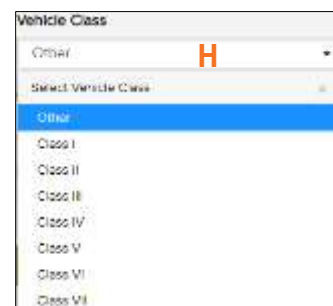 Vehicle Class
Other
H
Select Vehicle Class
Other
Class I
Class II
Class III
Class IV
Class V
Class VI
Class VII